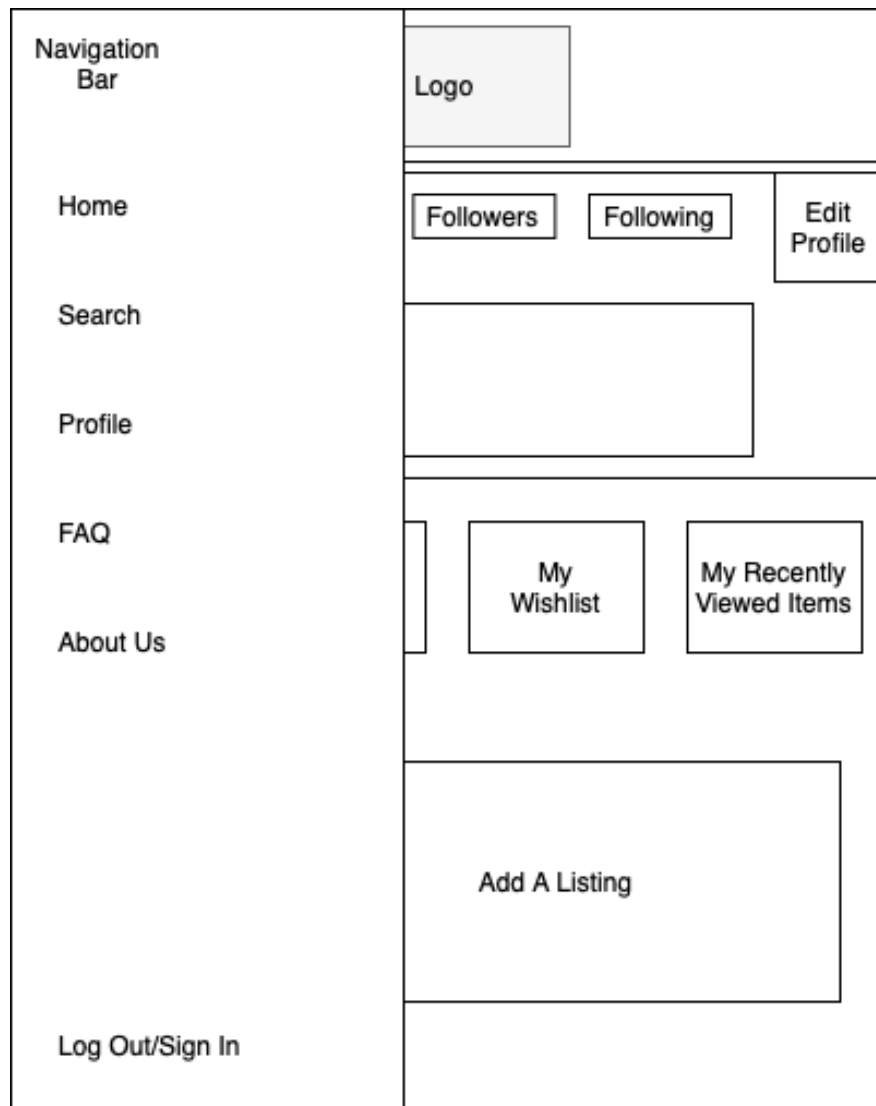 Navigation
Bar
Home
Search
Profile
FAQ
About Us
Log Out/Sign In
Logo
Followers
Following
Edit
Profile
My
Wishlist
My Recently
Viewed Items
Add A Listing